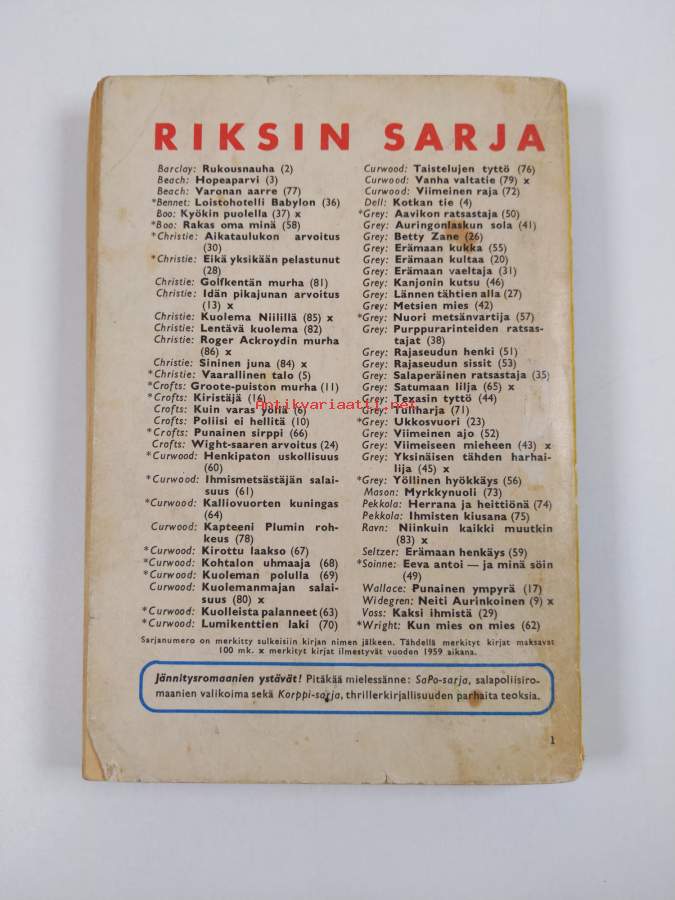 RIKSIN SARJA
Barclay: Rukousnauha (2)
Beach: Hopeaparvi (3)
Beach: Varonan aarre (77)
*Bennet: Loistohotelli Babylon (36)
Boo: Kyökin puolella (37) x
*Boo: Rakas oma minä (58)
*Christie: Aikataulukon arvoitus
(30)
*Christie: Eikä yksikään pelastunut
(28)
Christie: Golfkentän murha (81)
Christie: Idän pikajunan arvoitus
(13) x
Christie: Kuolema Niilillä (85) x
Christie: Lentävä kuolema (82)
Christie: Roger Ackroydin murha
(86) x
Christie: Sininen juna (84) x
*Christie: Vaarallinen talo (5)
*Crofts: Groote-puiston murha (11)
*Crofts: Kiristäjä (16)
Crofts: Kuin varas yöllä (6)
Crofts: Poliisi ei hellitä (10)
*Crofts: Punainen sirppi (66)
Crofts: Wight-saaren arvoitus (24)
*Curwood: Henkipaton uskollisuus
(60)
*Curwood: Ihmismetsästäjän salai-
suus (61)
*Curwood: Kalliovuorten kuningas
(64)
Curwood: Kapteeni Plumin roh-
keus (78)
*Curwood: Kirottu laakso (67)
*Curwood: Kohtalon uhmaaja (68)
*Curwood: Kuoleman polulla (69)
Curwood: Kuolemanmajan salai-
suus (80) x
*Curwood: Kuolleista palanneet (63)
*Curwood: Lumikenttien laki (70)
Curwood: Taistelujen tyttö (76)
Curwood: Vanha valtatie (79) x
Curwood: Viimeinen raja (72)
Dell: Kotkan tie (4)
*Grey: Aavikon ratsastaja (50)
Grey: Auringonlaskun sola (41)
Grey: Betty Zane (26)
Grey: Erämaan kukka (55)
Grey: Erämaan kultaa (20)
Grey: Erämaan vaeltaja (31)
Grey: Kanjonin kutsu (46)
Grey: Lännen tähtien alla (27)
Grey: Metsien mies (42)
*Grey: Nuori metsänvartija (57)
Grey: Purppurarinteiden ratsas-
tajat (38)
Grey: Rajaseudun henki (51)
Grey: Rajaseudun sissit (53)
Grey: Salaperäinen ratsastaja (35)
Grey: Satumaan lilja (65) x
Grey: Texasin tyttö (44)
Grey: Tuliharja (71)
*Grey: Ukkosvuori (23)
Grey: Viimeinen ajo (52)
Grey: Viimeiseen mieheen (43) x
Grey: Yksinäisen tähden harhai-
lija (45) x
*Grey: Yöllinen hyökkäys (56)
Mason: Myrkkynuoli (73)
Pekkola: Herrana ja heittiönä (74)
Pekkola: Ihmisten kiusana (75)
Ravn: Niinkuin kaikki muutkin
(83) x
Seltzer: Erämaan henkäys (59)
*Soinne: Eeva antoi — ja minä söin
(49)
Wallace: Punainen ympyrä (17)
Widegren: Neiti Aurinkoinen (9) x
Voss: Kaksi ihmistä (29)
*Wright: Kun mies on mies (62)
Sarjanumero on merkitty sulkeisiin kirjan nimen jälkeen. Tähdellä merkityt kirjat maksavat
100 mk. x merkityt kirjat ilmestyvät vuoden 1959 aikana.
Jännitysromaanien ystävät! Pitäkää mielessänne: SaPo-sarja, salapoliisiro-
maanien valikoima sekä Korppi-sarja, thrillerkirjallisuuden parhaita teoksia.
1
Antikvariaatti.net